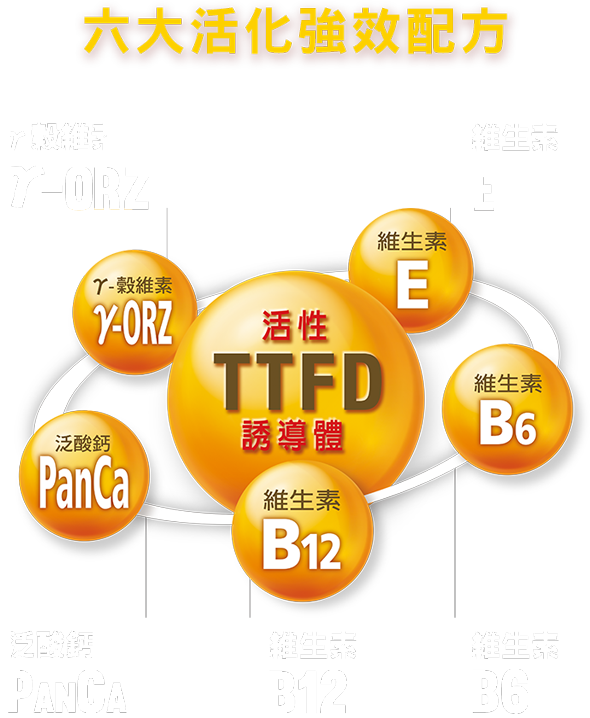 六大活化強效配方
γ-穀維素
γ-ORZ
維生素
E
維生素
E
γ-穀維素
γ-ORZ
活性
TTFD
誘導體
維生素
B6
泛酸鈣
PanCa
維生素
B12
泛酸鈣
PANCA
維生素
B12
維生素
B6